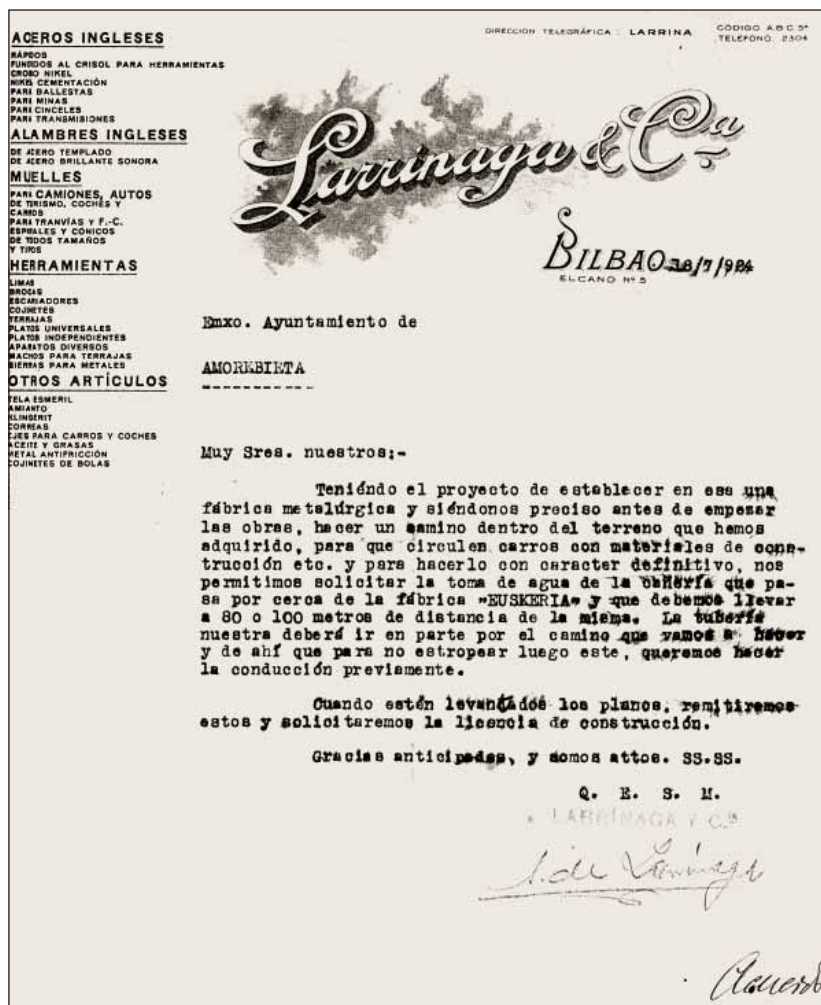 ACEROS INGLESES
RÁPIDOS
FUNDIDOS AL CRISOL PARA HERRAMIENTAS
CROMO NIKEL
NIKEL CEMENTACIÓN
PARA BALLESTAS
PARA MINAS
PARA CINCELES
PARA TRANSMISIONES
ALAMBRES INGLESES
DE ACERO TEMPLADO
DE ACERO BRILLANTE SONORA
MUELLES
PARA CAMIONES, AUTOS
DE TURISMO, COCHES Y
CARROS
PARA TRANVÍAS Y F.-C.
ESPIRALES Y CÓNICOS
DE TODOS TAMAÑOS
Y TIPOS
HERRAMIENTAS
LIMAS
BROCAS
ESCARIADORES
COJINETES
TERRAJAS
PLATOS UNIVERSALES
PLATOS INDEPENDIENTES
APARATOS DIVERSOS
MACHOS PARA TERRAJAS
SIERRAS PARA METALES
OTROS ARTÍCULOS
TELA ESMERIL
AMIANTO
KLINGERIT
CORREAS
EJES PARA CARROS Y COCHES
ACEITE Y GRASAS
METAL ANTIFRICCIÓN
COJINETES DE BOLAS
DIRECCIÓN TELEGRÁFICA: LARRINA
CÓDIGO A B C 5ª
TELÉFONO. 2304
Larrinaga & Cª
BILBAO 18/7/924
ELCANO Nº 5
Emxo. Ayuntamiento de
AMOREBIETA
-----------
Muy Sres. nuestros;-
Teniéndo el proyecto de establecer en esa una
fábrica metalúrgica y siéndonos preciso antes de empezar
las obras, hacer un camino dentro del terreno que hemos
adquirido, para que circulen carros con materiales de cons-
trucción etc. y para hacerlo con caracter definitivo, nos
permitimos solicitar la toma de agua de la cañería que pa-
sa por cerca de la fábrica "EUSKERIA" y que debemos llevar
a 80 o 100 metros de distancia de la misma. La tubería
nuestra deberá ir en parte por el camino que vamos a hacer
y de ahí que para no estropear luego este, queremos hacer
la conducción previamente.
Cuando estén levantados los planos, remitiremos
estos y solicitaremos la licencia de construcción.
Gracias anticipadas, y somos attos. SS.SS.
Q. E. S. M.
LARRÍNAGA Y Cía
S. de Larrinaga
Acuerdo